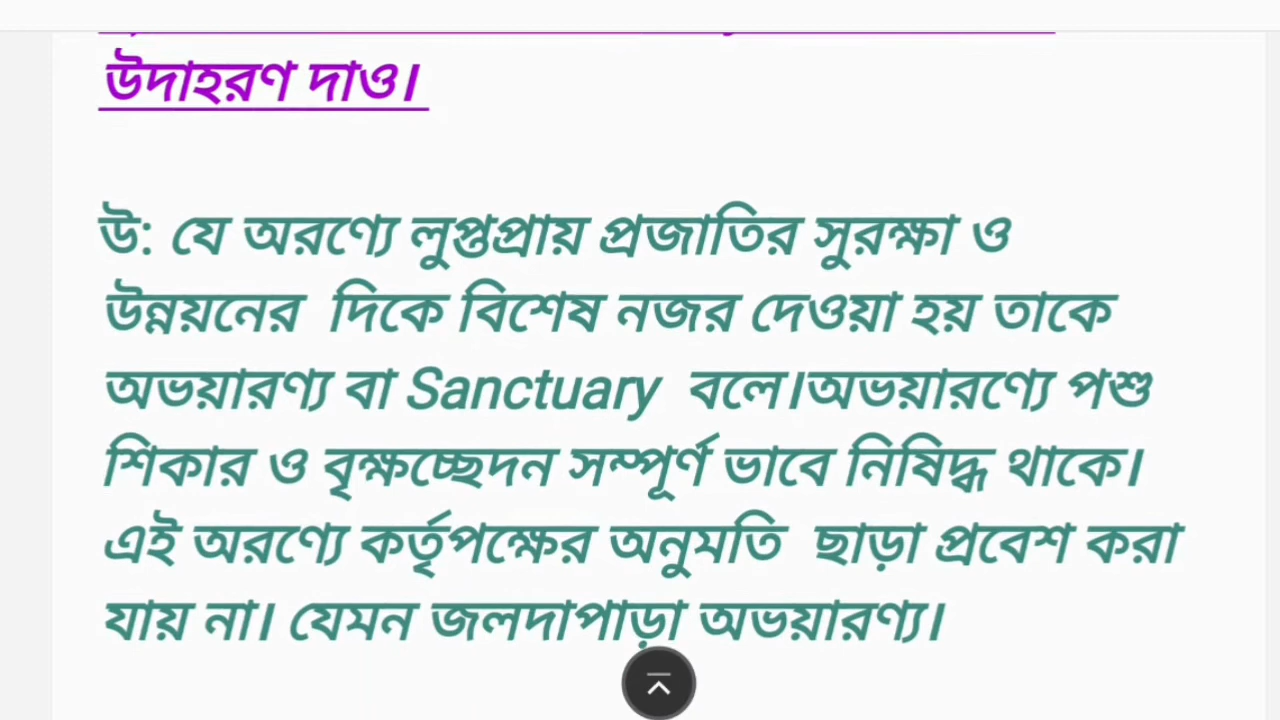 উদাহরণ দাও।
উ: যে অরণ্যে লুপ্তপ্রায় প্রজাতির সুরক্ষা ও
উন্নয়নের দিকে বিশেষ নজর দেওয়া হয় তাকে
অভয়ারণ্য বা Sanctuary বলে।অভয়ারণ্যে পশু
শিকার ও বৃক্ষচ্ছেদন সম্পূর্ণ ভাবে নিষিদ্ধ থাকে।
এই অরণ্যে কর্তৃপক্ষের অনুমতি ছাড়া প্রবেশ করা
যায় না। যেমন জলদাপাড়া অভয়ারণ্য।